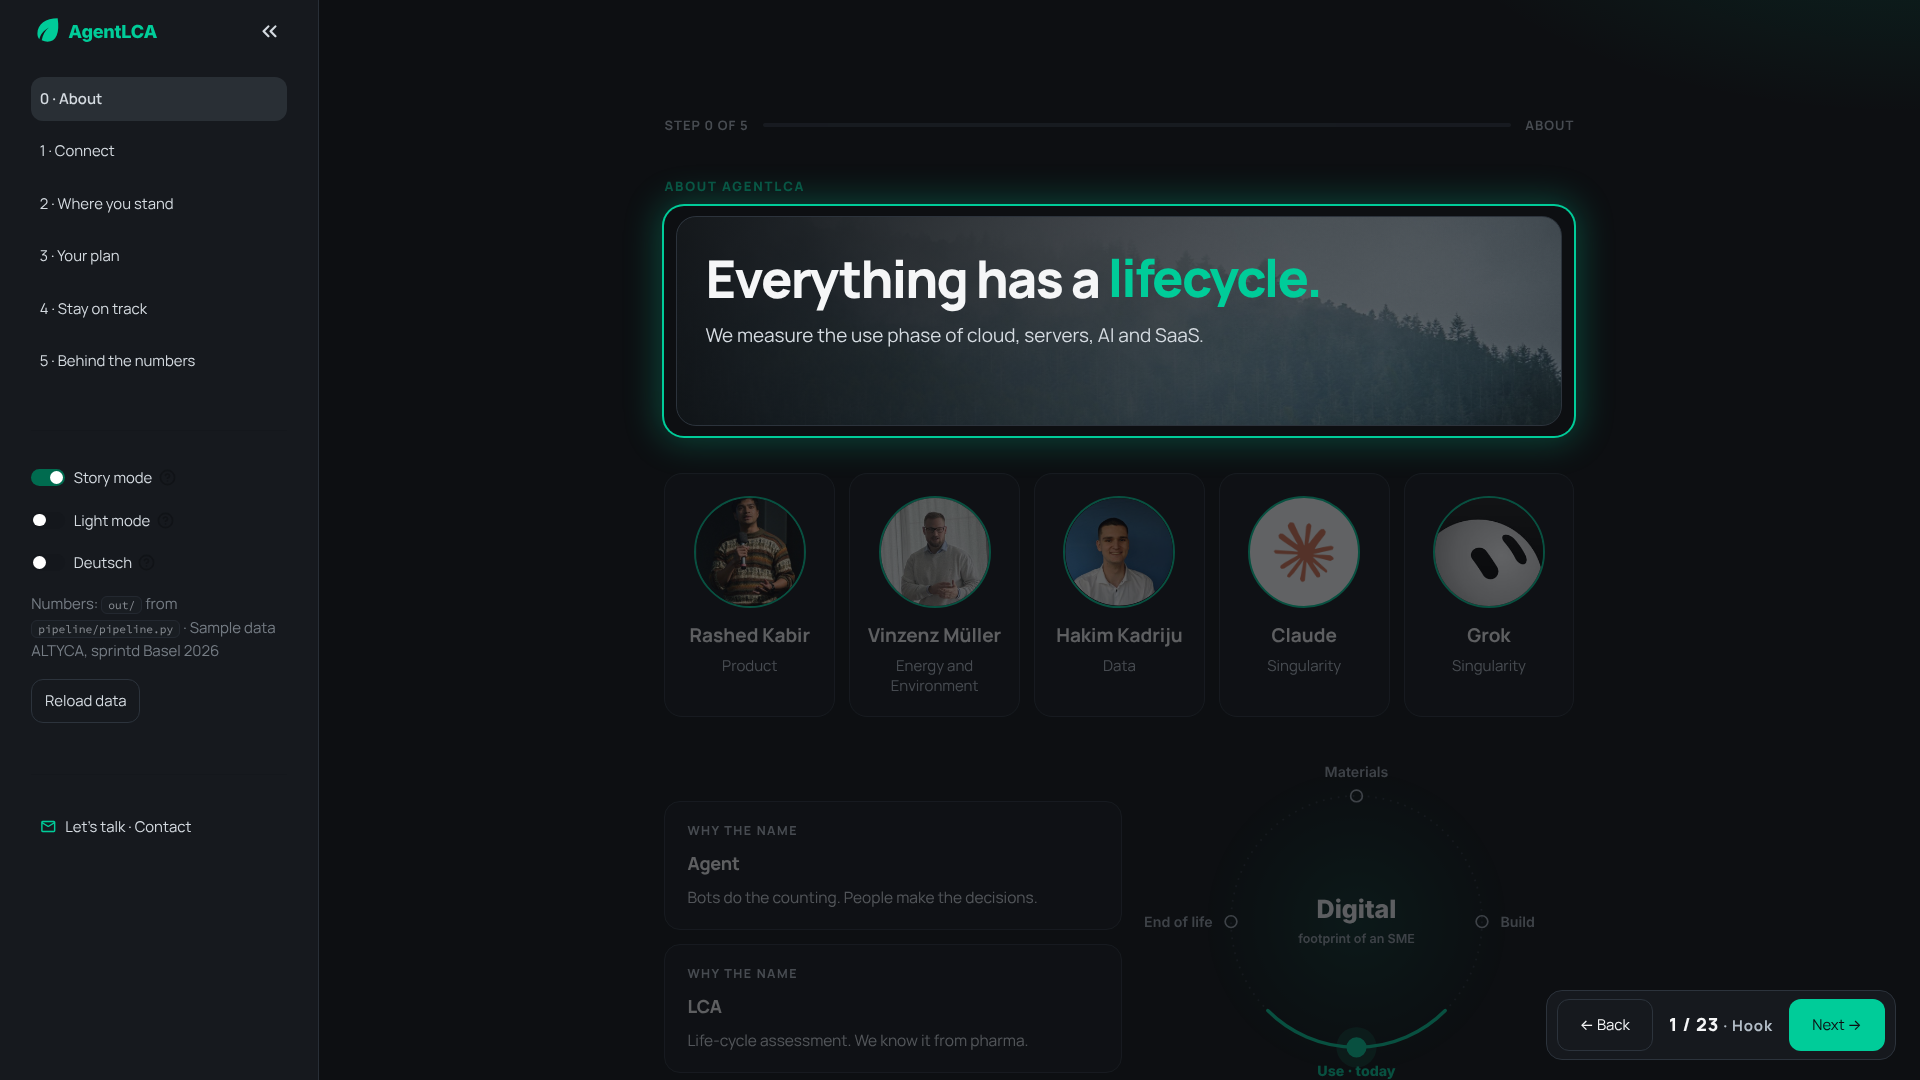 AgentLCA
0 · About
1 · Connect
2 · Where you stand
3 · Your plan
4 · Stay on track
5 · Behind the numbers
Story mode
Light mode
Deutsch
Numbers: out/ from
pipeline/pipeline.py · Sample data
ALTYCA, sprintd Basel 2026
Reload data
Let's talk · Contact
STEP 0 OF 5
ABOUT
ABOUT AGENTLCA
Everything has a lifecycle.
We measure the use phase of cloud, servers, AI and SaaS.
Rashed Kabir
Product
Vinzenz Müller
Energy and
Environment
Hakim Kadriju
Data
Claude
Singularity
Grok
Singularity
WHY THE NAME
Agent
Bots do the counting. People make the decisions.
WHY THE NAME
LCA
Life-cycle assessment. We know it from pharma.
Materials
End of life
Digital
footprint of an SME
Build
Use · today
← Back
1 / 23 · Hook
Next →